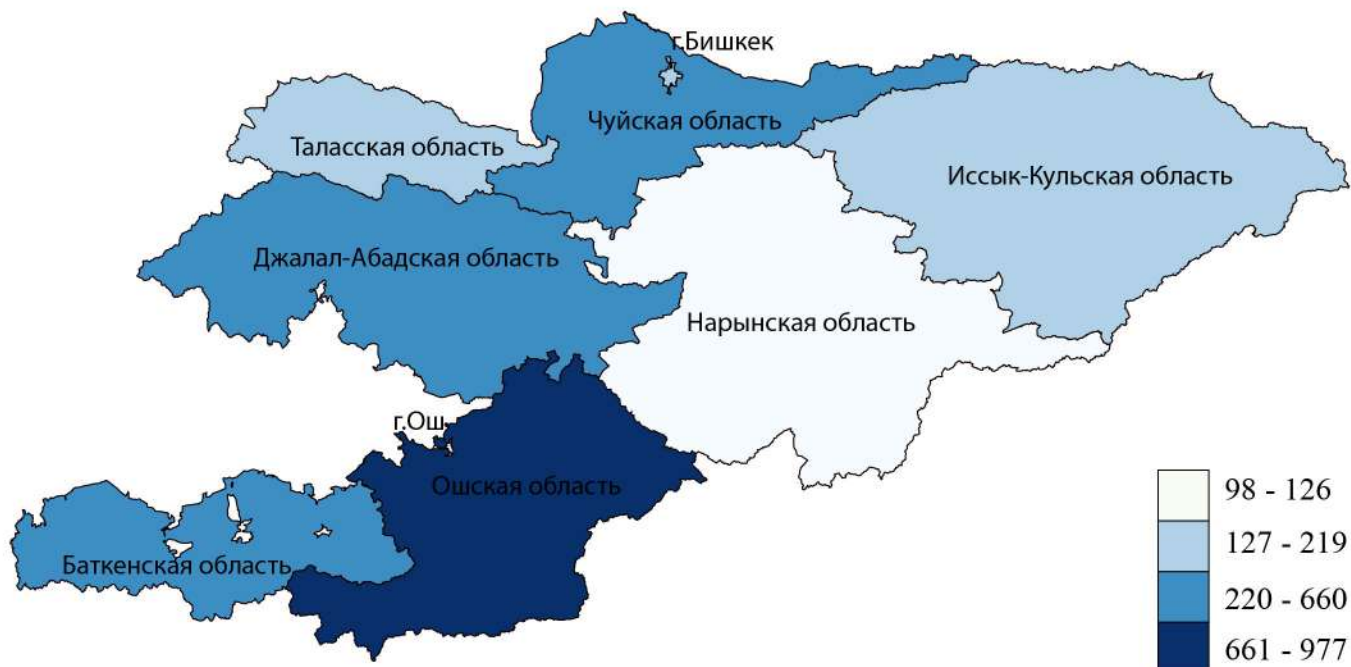 г.Бишкек
Чуйская область
Таласская область
Иссык-Кульская область
Джалал-Абадская область
Нарынская область
г.Ош
Ошская область
Баткенская область
98 - 126
127 - 219
220 - 660
661 - 977